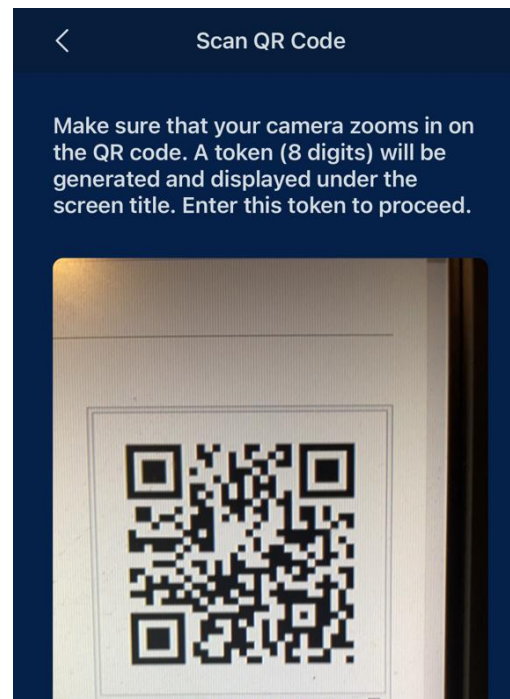 Scan QR Code
Make sure that your camera zooms in on
the QR code. A token (8 digits) will be
generated and displayed under the
screen title. Enter this token to proceed.